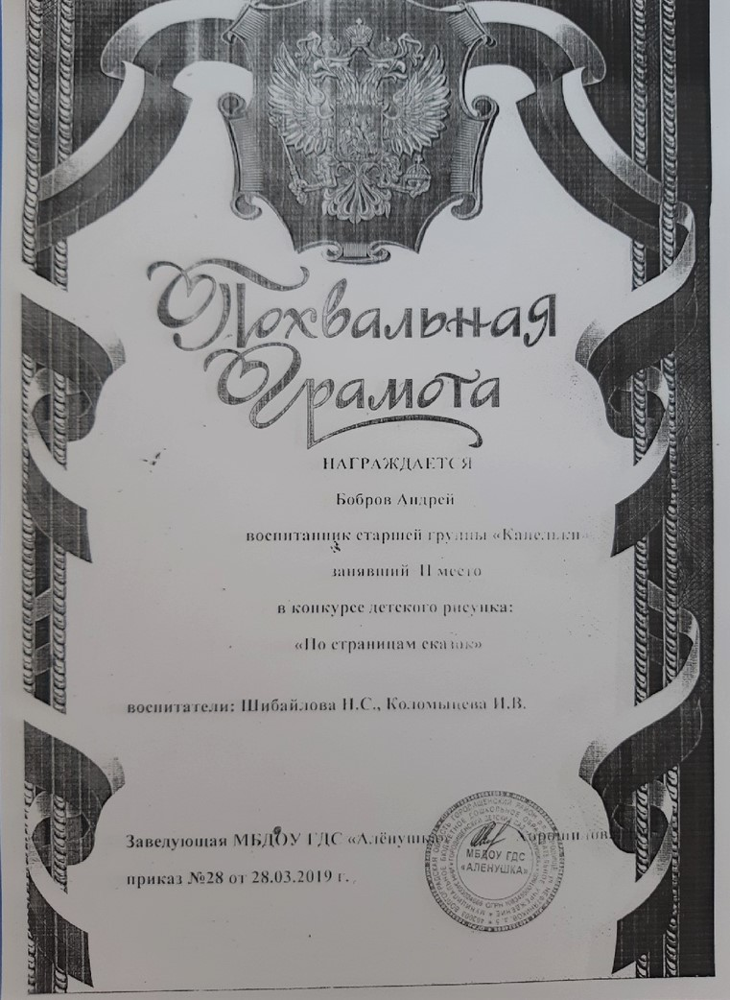 Похвальная
Грамота
НАГРАЖДАЕТСЯ
Бобров Андрей
воспитанник старшей группы «Капельки»
занявший II место
в конкурсе детского рисунка:
«По страницам сказок»
воспитатели: Шибайлова Н.С., Коломыцева И.В.
Заведующая МБДОУ ГДС «Алёнушка»
приказ №28 от 28.03.2019 г.
МБДОУ ГДС
«АЛЕНУШКА»